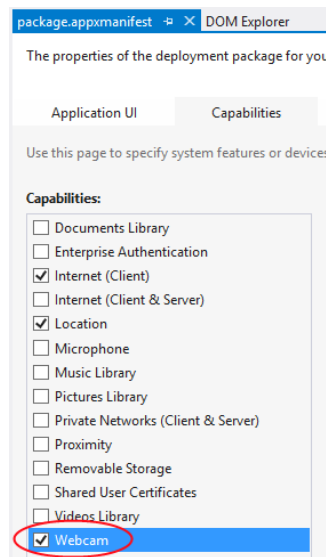 package.appxmanifest DOM Explorer
The properties of the deployment package for you
Application UI Capabilities
Use this page to specify system features or devices
Capabilities:
Documents Library
Enterprise Authentication
Internet (Client)
Internet (Client & Server)
Location
Microphone
Music Library
Pictures Library
Private Networks (Client & Server)
Proximity
Removable Storage
Shared User Certificates
Videos Library
Webcam